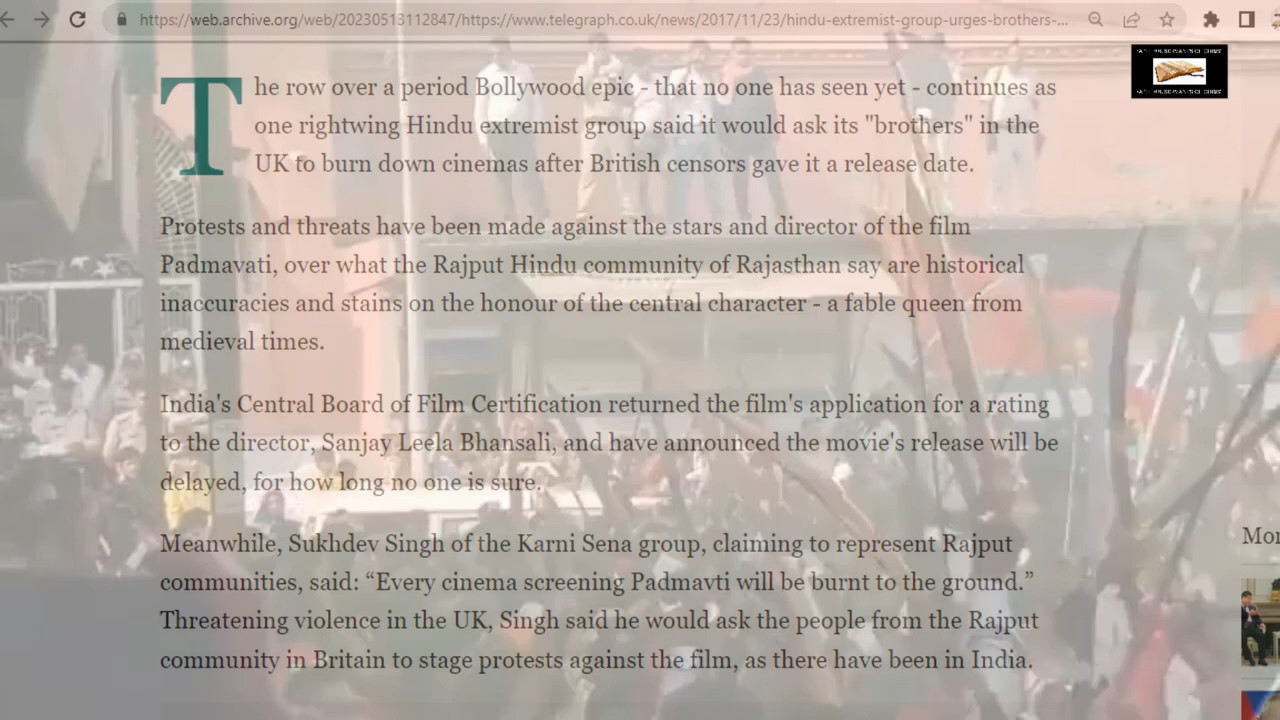 https://web.archive.org/web/20230513112847/https://www.telegraph.co.uk/news/2017/11/23/hindu-extremist-group-urges-brothers-...
The row over a period Bollywood epic - that no one has seen yet - continues as
one rightwing Hindu extremist group said it would ask its "brothers" in the
UK to burn down cinemas after British censors gave it a release date.
Protests and threats have been made against the stars and director of the film
Padmavati, over what the Rajput Hindu community of Rajasthan say are historical
inaccuracies and stains on the honour of the central character - a fable queen from
medieval times.
India's Central Board of Film Certification returned the film's application for a rating
to the director, Sanjay Leela Bhansali, and have announced the movie's release will be
delayed, for how long no one is sure.
Meanwhile, Sukhdev Singh of the Karni Sena group, claiming to represent Rajput
communities, said: “Every cinema screening Padmavti will be burnt to the ground.”
Threatening violence in the UK, Singh said he would ask the people from the Rajput
community in Britain to stage protests against the film, as there have been in India.